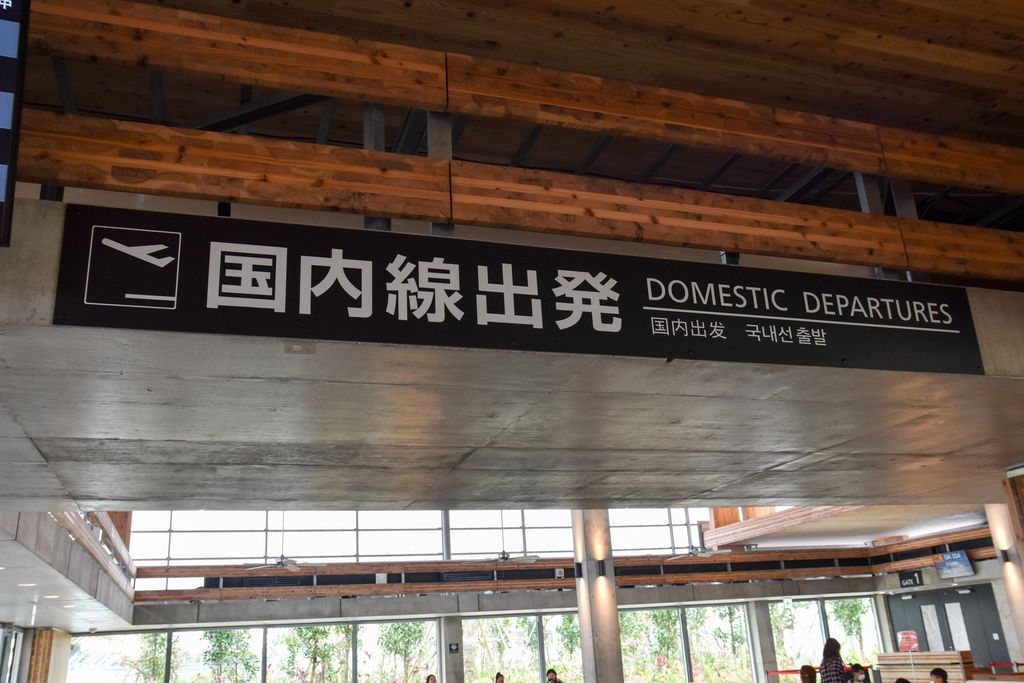 国内線出発
DOMESTIC DEPARTURES
国内出发 국내선 출발
GATE 1